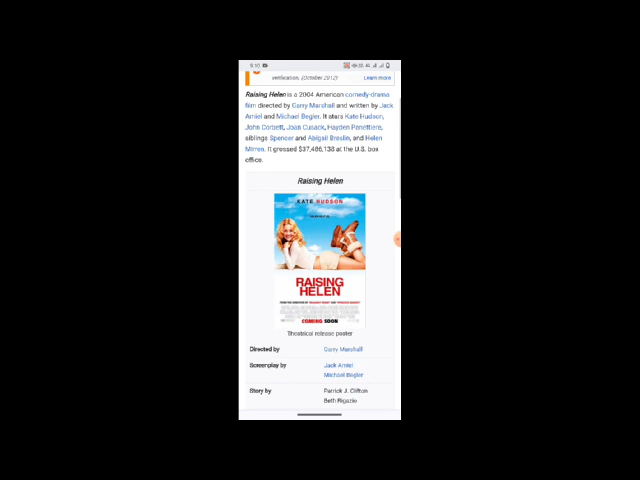 verification. (October 2012)
Learn more
Raising Helen is a 2004 American comedy-drama
film directed by Garry Marshall and written by Jack
Amiel and Michael Begler. It stars Kate Hudson,
John Corbett, Joan Cusack, Hayden Panettiere,
siblings Spencer and Abigail Breslin, and Helen
Mirren. It grossed $37,486,138 at the U.S. box
office.
Raising Helen
KATE HUDSON
RAISING
HELEN
COMING SOON
Theatrical release poster
Directed by
Garry Marshall
Screenplay by
Jack Amiel
Michael Begler
Story by
Patrick J. Clifton
Beth Rigazio